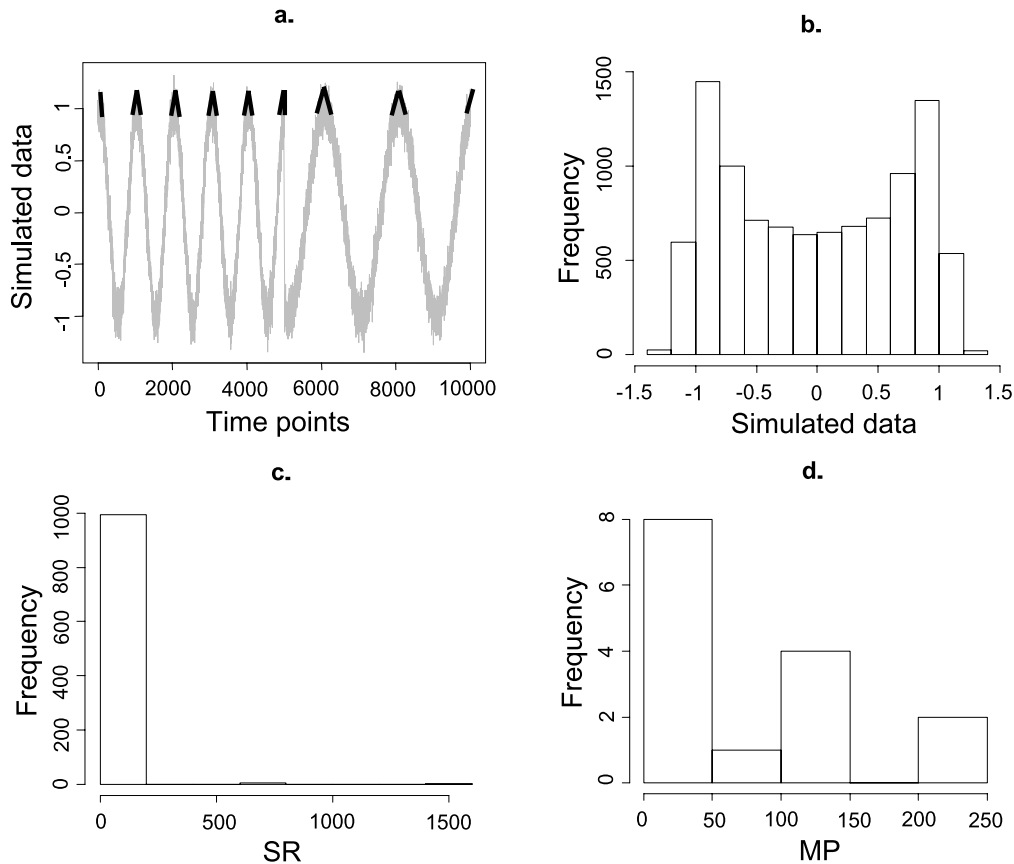 a.
Simulated data
1
0.5
0
-0.5
-1
0 2000 4000 6000 8000 10000
Time points
b.
Frequency
1500
1000
500
0
-1.5 -1 -0.5 0 0.5 1 1.5
Simulated data
c.
Frequency
1000
800
600
400
200
0
0 500 1000 1500
SR
d.
Frequency
8
6
4
2
0
0 50 100 150 200 250
MP